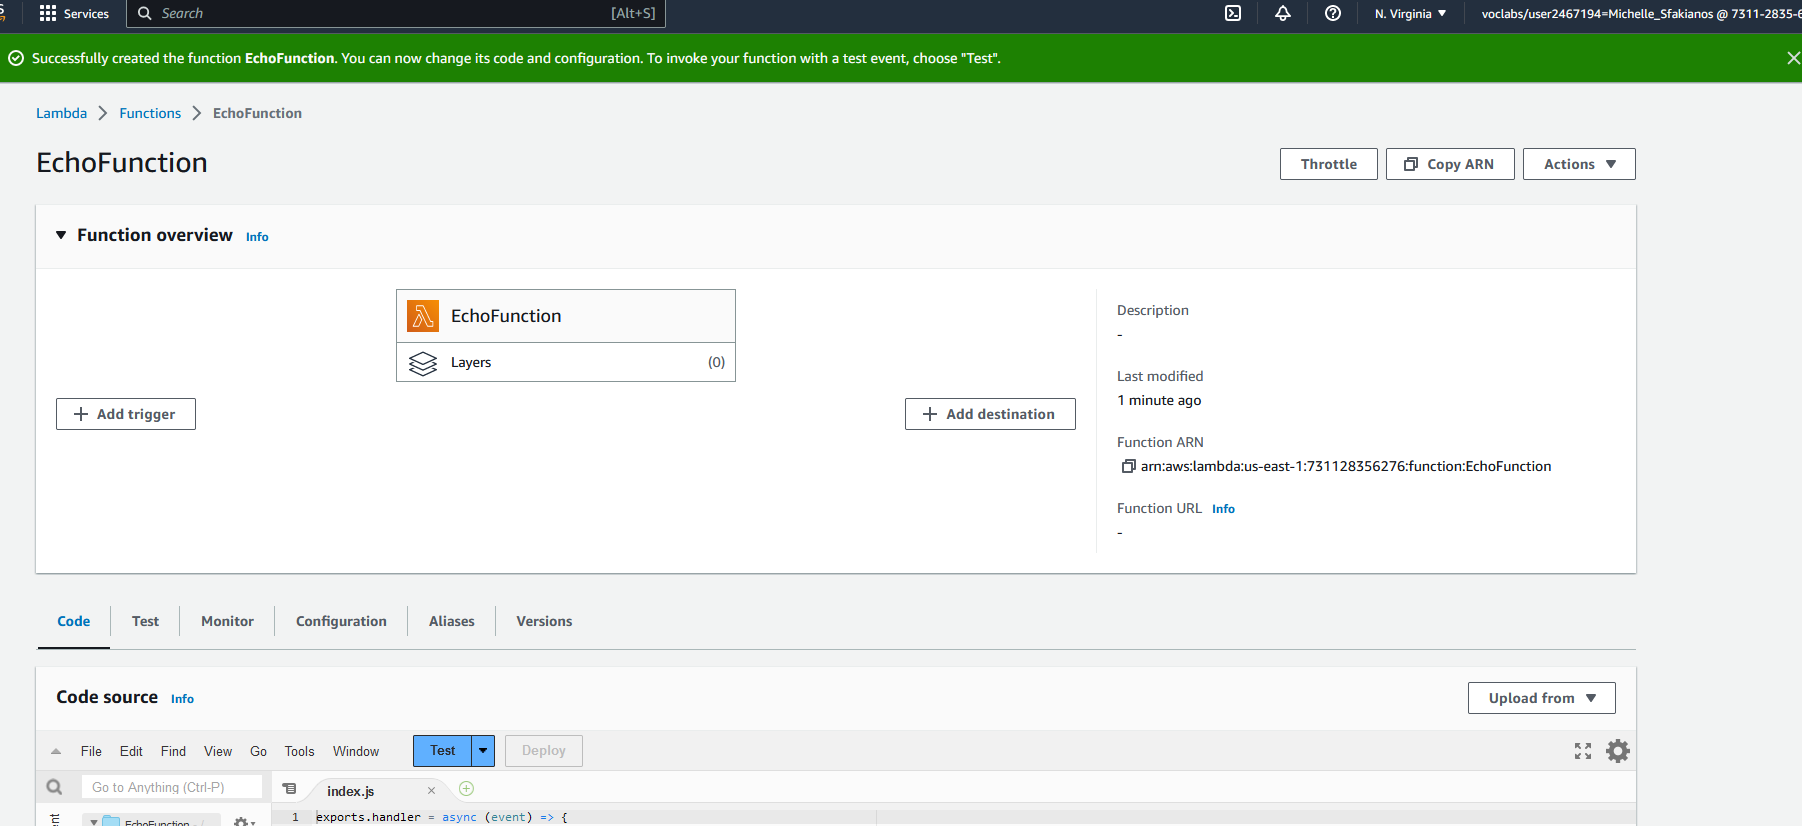 Services
Search
[Alt+S]
N. Virginia
voclabs/user2467194=Michelle_Sfakianos @ 7311-2835-6
Successfully created the function EchoFunction. You can now change its code and configuration. To invoke your function with a test event, choose "Test".
Lambda
Functions
EchoFunction
EchoFunction
Throttle
Copy ARN
Actions
Function overview Info
EchoFunction
Layers
(0)
Add trigger
Add destination
Description
-
Last modified
1 minute ago
Function ARN
arn:aws:lambda:us-east-1:731128356276:function:EchoFunction
Function URL Info
-
Code
Test
Monitor
Configuration
Aliases
Versions
Code source Info
Upload from
File Edit Find View Go Tools Window
Test
Deploy
Go to Anything (Ctrl-P)
index.js
EchoFunction - /
1 exports.handler = async (event) => {